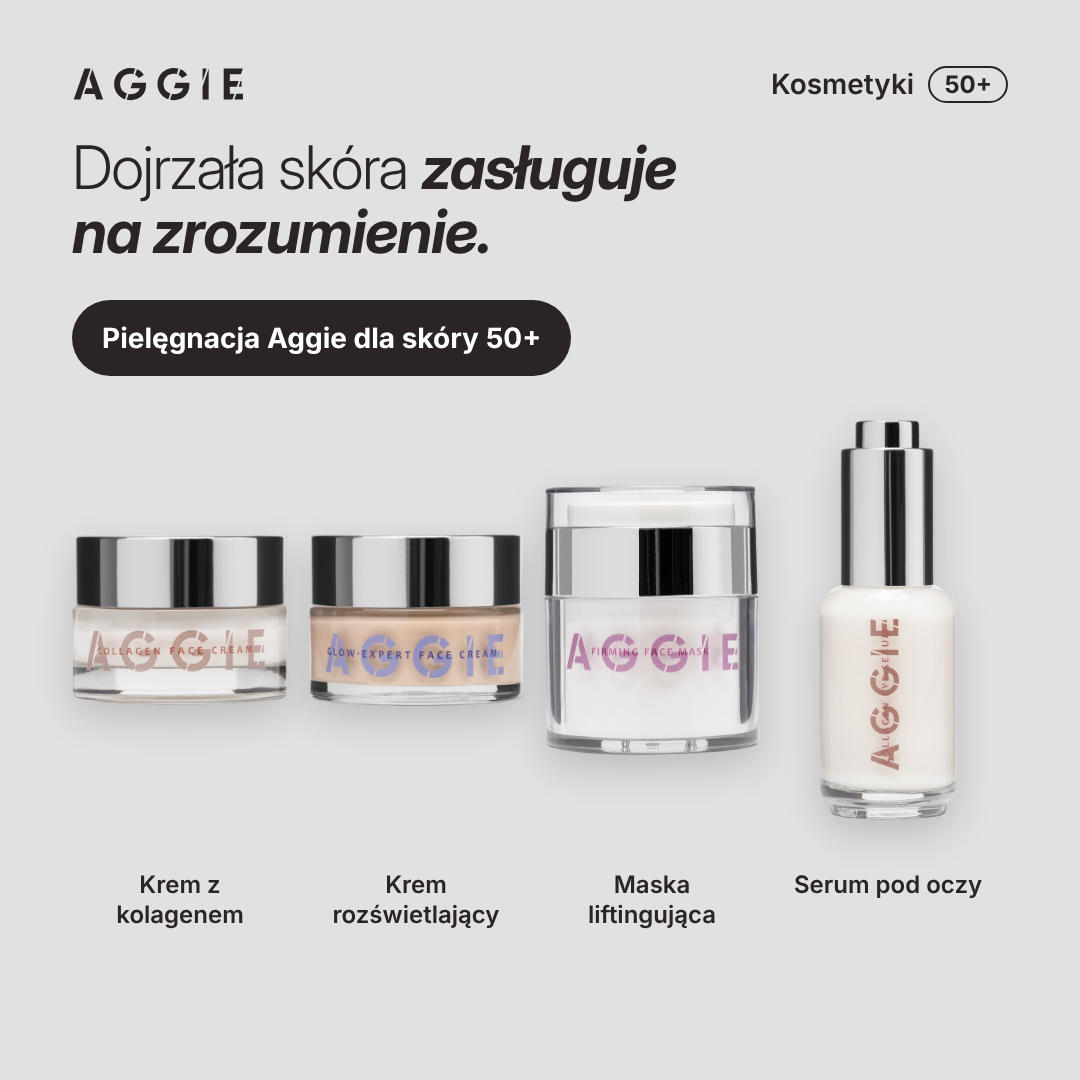 AGGIE
Kosmetyki 50+
Dojrzała skóra zasługuje
na zrozumienie.
Pielęgnacja Aggie dla skóry 50+
AGGIE
COLLAGEN FACE CREAM
AGGIE
GLOW-EXPERT FACE CREAM
AGGIE
FIRMING FACE MASK
AGGIE
Krem z
kolagenem
Krem
rozświetlający
Maska
liftingująca
Serum pod oczy